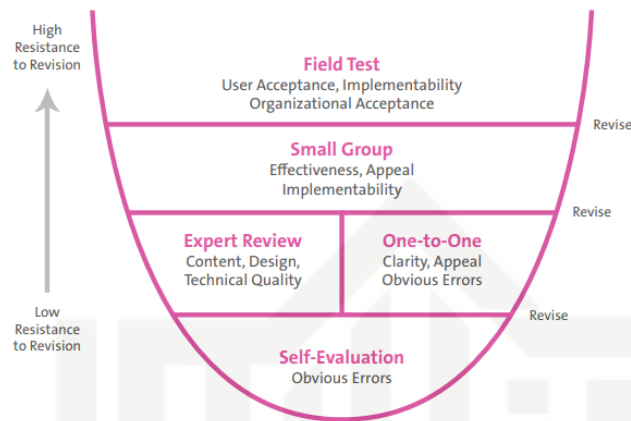 High
Resistance
to Revision
Field Test
User Acceptance, Implementability
Organizational Acceptance
Revise
Small Group
Effectiveness, Appeal
Implementability
Revise
Expert Review
Content, Design,
Technical Quality
One-to-One
Clarity, Appeal
Obvious Errors
Low
Resistance
to Revision
Revise
Self-Evaluation
Obvious Errors